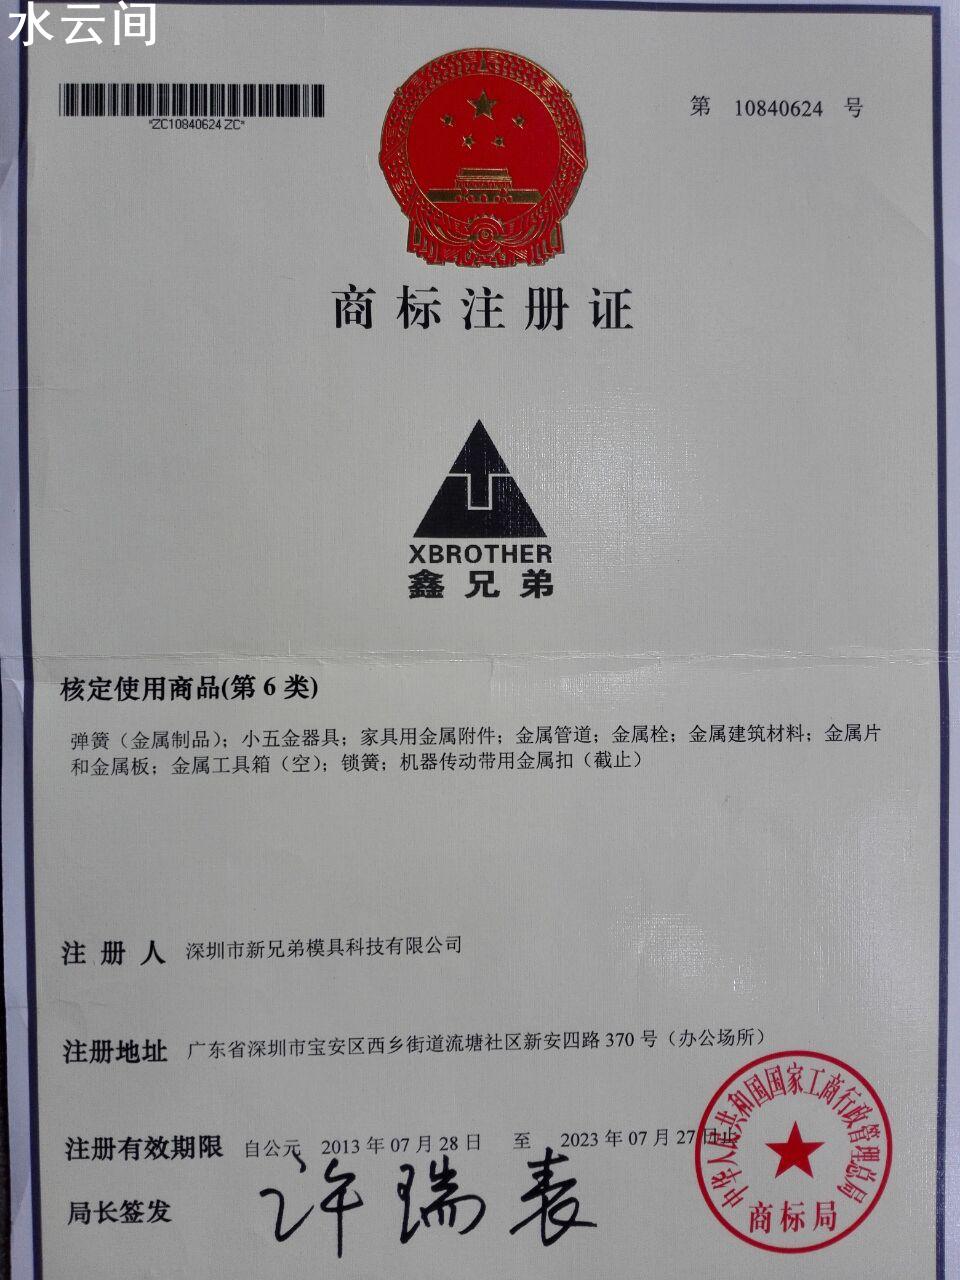 水云间
*ZC10840624ZC*
第 10840624 号
商标注册证
XBROTHER
鑫兄弟
核定使用商品(第 6 类)
弹簧（金属制品）；小五金器具；家具用金属附件；金属管道；金属栓；金属建筑材料；金属片
和金属板；金属工具箱（空）；锁簧；机器传动带用金属扣（截止）
注册人 深圳市新兄弟模具科技有限公司
注册地址 广东省深圳市宝安区西乡街道流塘社区新安四路 370 号（办公场所）
注册有效期限 自公元 2013 年 07 月 28 日 至 2023 年 07 月 27 日止
局长签发 许瑞表
中华人民共和国国家工商行政管理总局
商标局